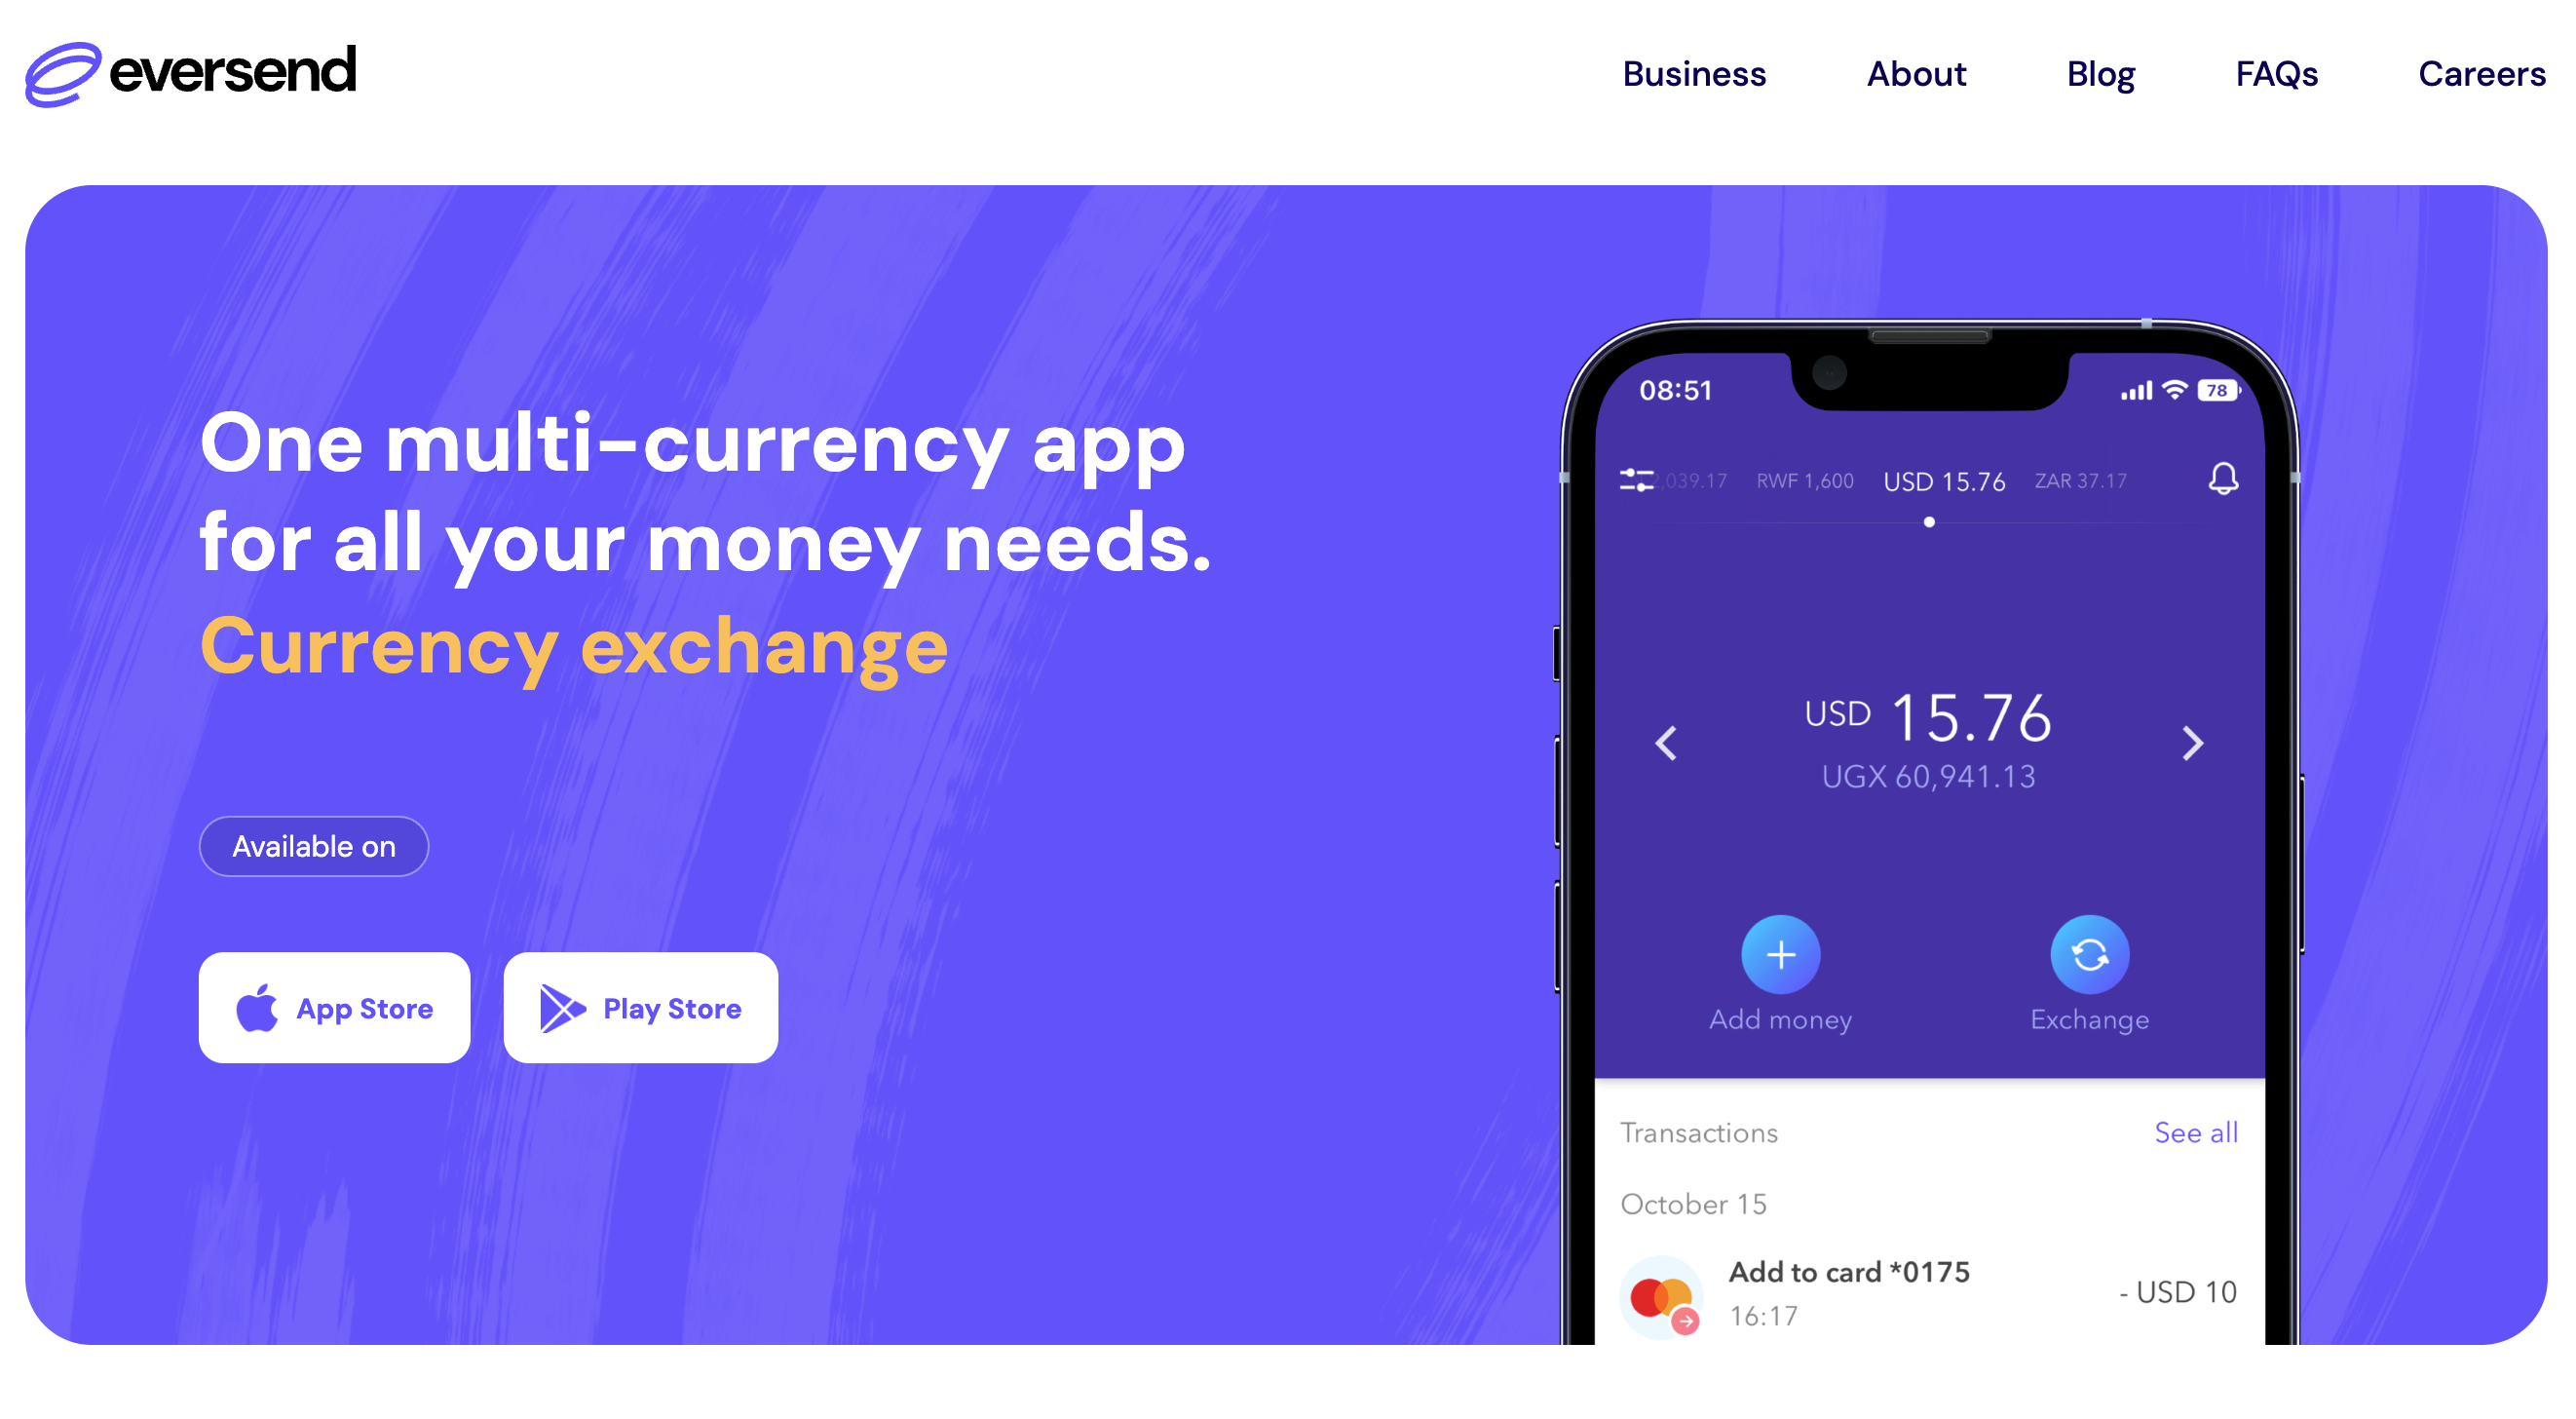 eversend
Business About Blog FAQs Careers
One multi-currency app
for all your money needs.
Currency exchange
Available on
App Store
Play Store
08:51
78
,039.17 RWF 1,600 USD 15.76 ZAR 37.17
USD 15.76
UGX 60,941.13
Add money
Exchange
Transactions
See all
October 15
Add to card *0175
16:17
- USD 10